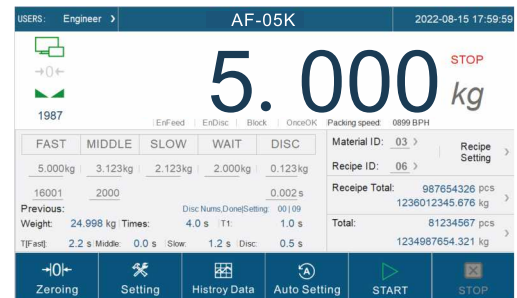 USERS: Engineer > AF-05K 2022-08-15 17:59:59
→0←
1987
5.000 STOP kg
EnFeed | EnDisc | Block | OnceOK Packing speed: 0899 BPH
FAST MIDDLE SLOW WAIT DISC
5.000kg 3.123kg 2.123kg 2.000kg 0.123kg
16001 2000 0.002 s
Previous: Disc Nums,Done|Setting: 00 | 09
Weight: 24.998 kg Times: 4.0 s T1: 1.0 s
T[Fast]: 2.2 s Middle: 0.0 s Slow: 1.2 s Disc: 0.5 s
Material ID: 03 >
Recipe ID: 06 >
Recipe Setting >
Receipe Total: 987654326 pcs
1236012345.676 kg >
Total: 81234567 pcs
1234987654.321 kg >
→|0|← A
Zeroing Setting Histroy Data Auto Setting START STOP